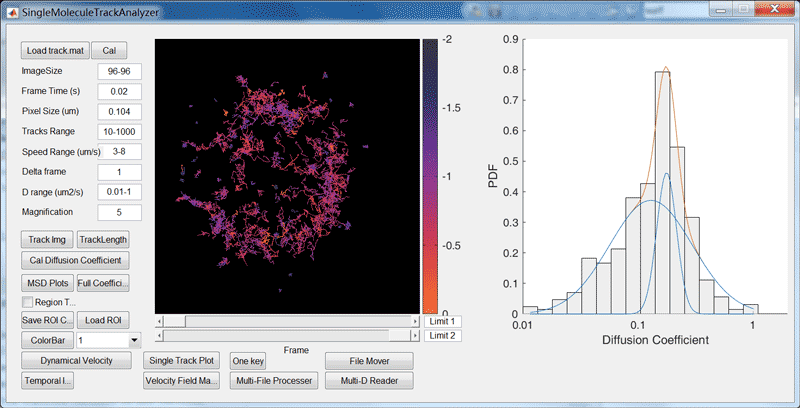 SingleMoleculeTrackAnalyzer
Load track.mat Cal
ImageSize 96-96
Frame Time (s) 0.02
Pixel Size (um) 0.104
Tracks Range 10-1000
Speed Range (um/s) 3-8
Delta frame 1
D range (um2/s) 0.01-1
Magnification 5
Track Img TrackLength
Cal Diffusion Coefficient
MSD Plots Full Coeffici...
Region T...
Save ROI C... Load ROI
ColorBar 1
Dynamical Velocity
Temporal I...
-2
-1.5
-1
-0.5
0
Limit 1
Limit 2
Frame
Single Track Plot One key File Mover
Velocity Field Ma... Multi-File Processer Multi-D Reader
0.9
0.8
0.7
0.6
0.5
0.4
0.3
0.2
0.1
0
PDF
0.01 0.1 1
Diffusion Coefficient